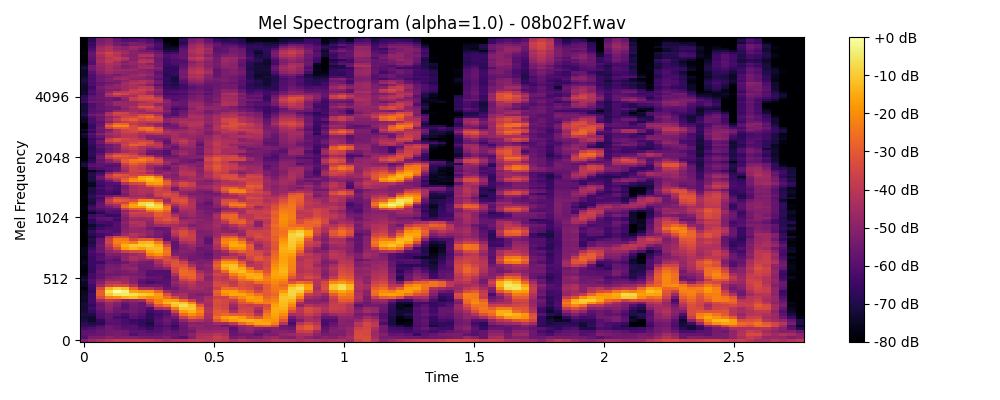 Mel Spectrogram (alpha=1.0) - 08b02Ff.wav
Mel Frequency
4096
2048
1024
512
0
0
0.5
1
1.5
2
2.5
Time
+0 dB
-10 dB
-20 dB
-30 dB
-40 dB
-50 dB
-60 dB
-70 dB
-80 dB